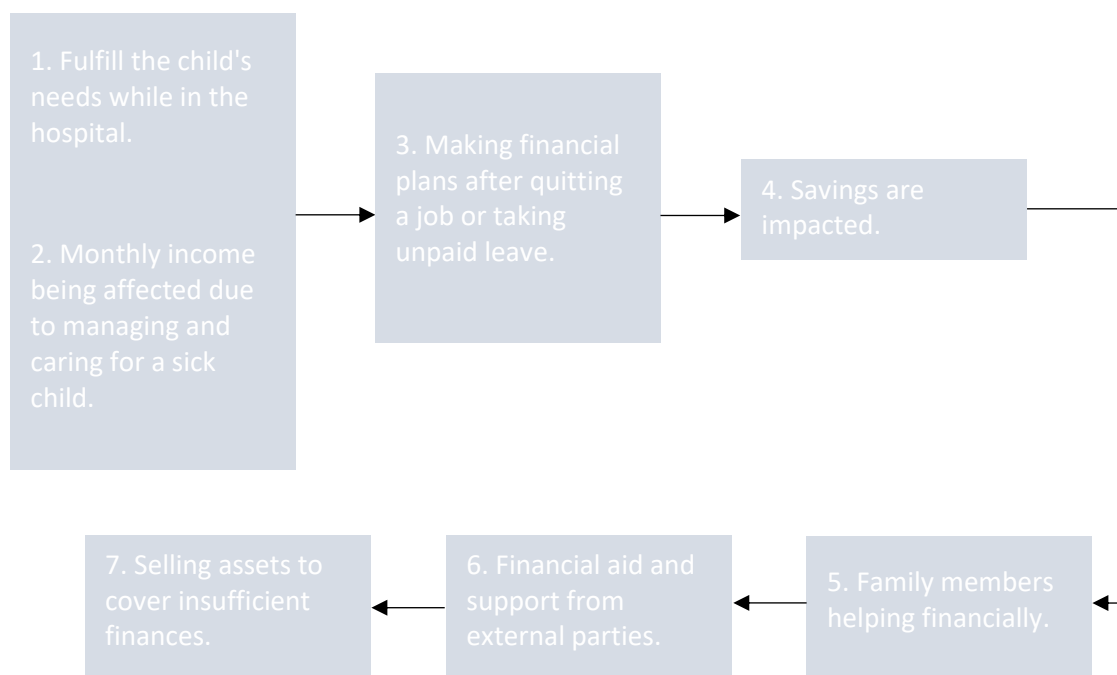 1. Fulfill the child's
needs while in the
hospital.
2. Monthly income
being affected due
to managing and
caring for a sick
child.
3. Making financial
plans after quitting
a job or taking
unpaid leave.
4. Savings are
impacted.
5. Family members
helping financially.
6. Financial aid and
support from
external parties.
7. Selling assets to
cover insufficient
finances.